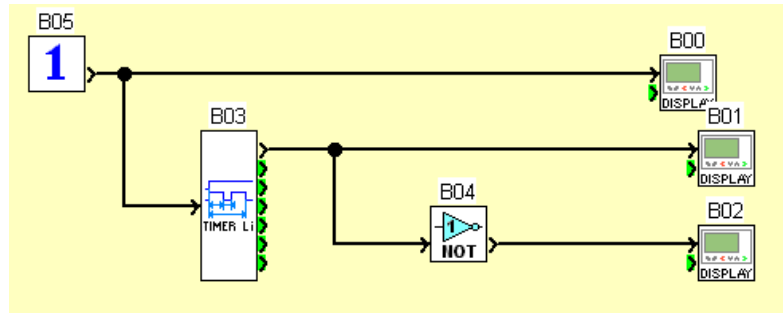 B05
1
B00
DISPLAY
B03
B01
TIMER Li
DISPLAY
B04
1
NOT
B02
DISPLAY